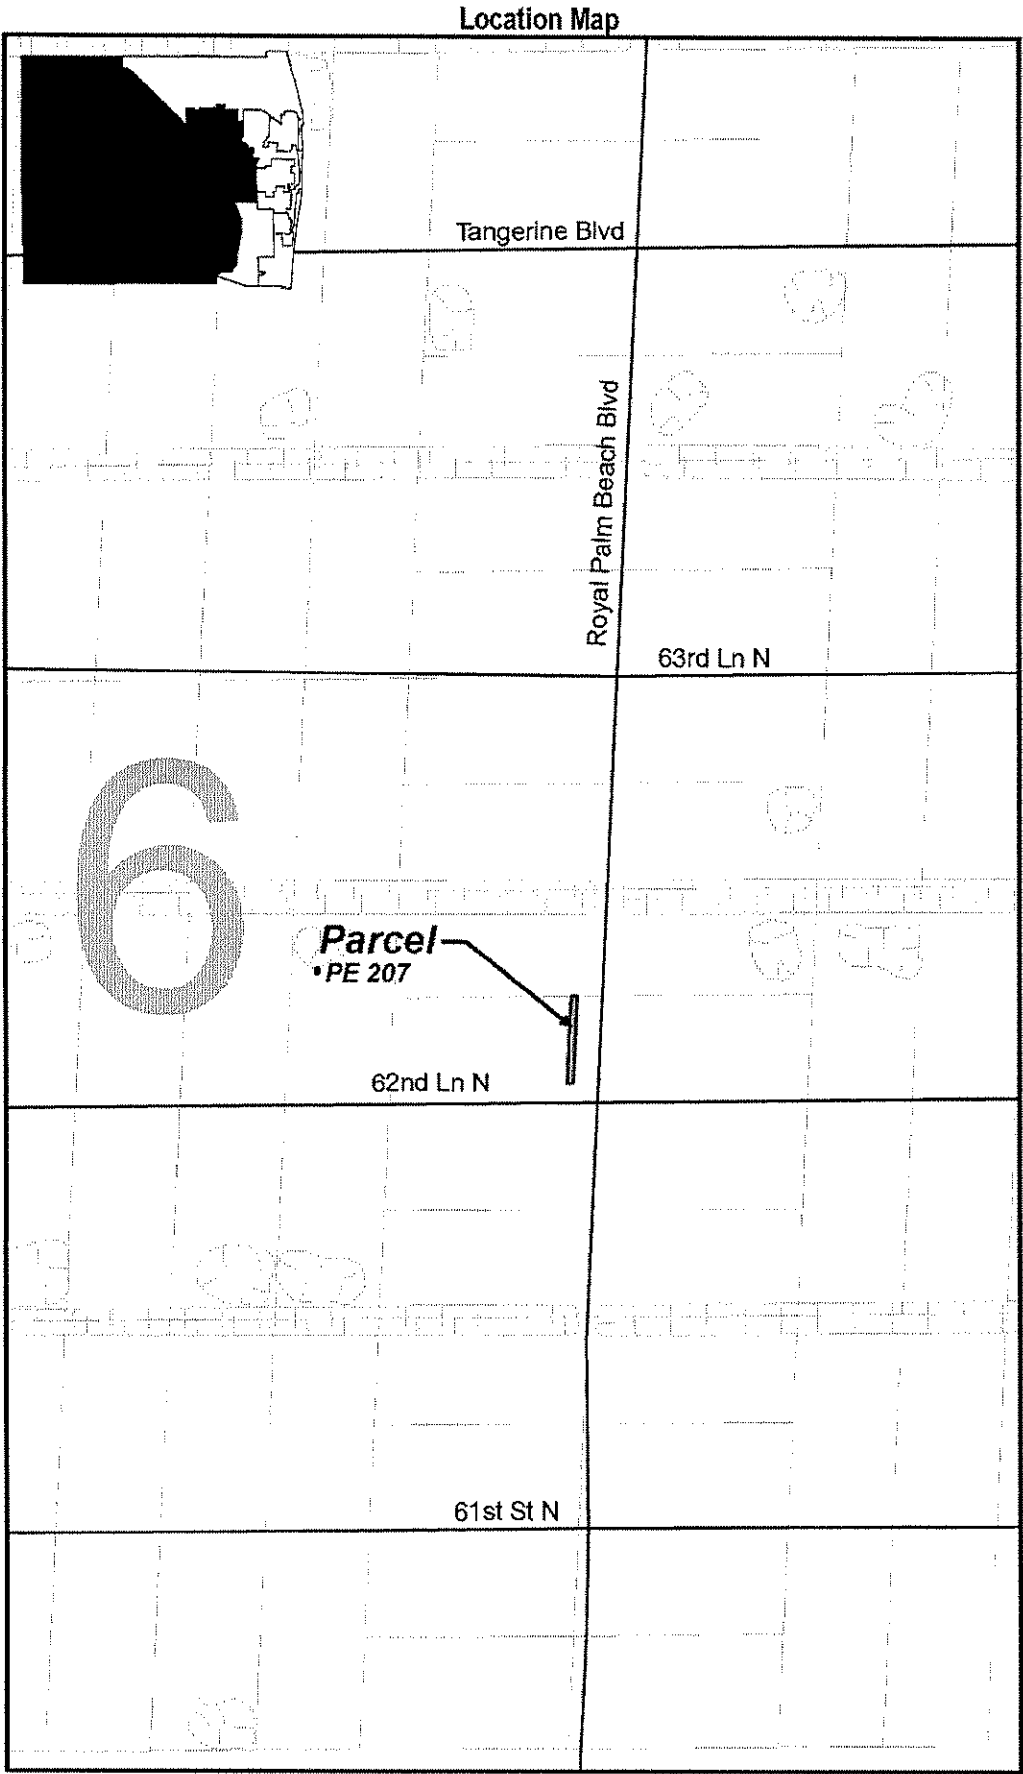 Location Map
Tangerine Blvd
Royal Palm Beach Blvd
63rd Ln N
6
Parcel
• PE 207
62nd Ln N
61st St N